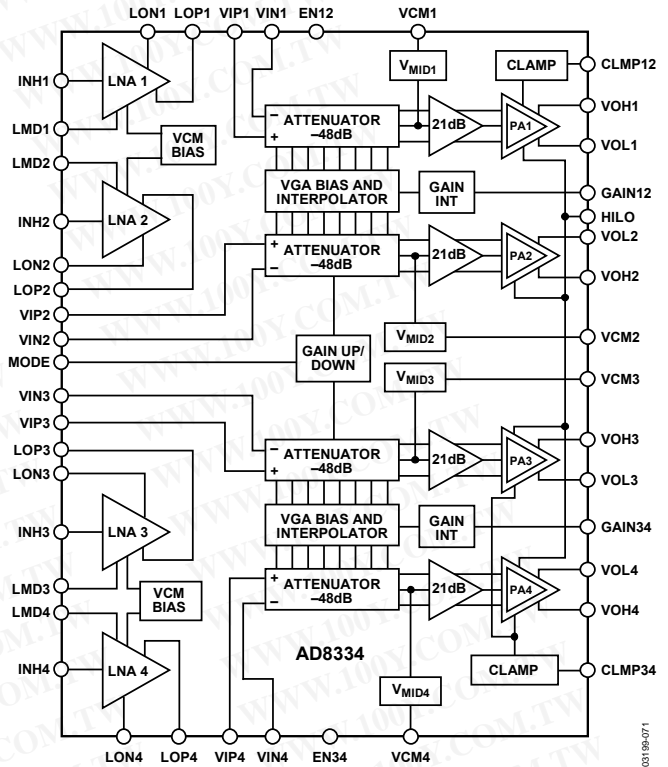 LON1 LOP1 VIP1 VIN1 EN12 VCM1
INH1
LNA 1
VMID1
CLAMP
CLMP12
LMD1
VCM
BIAS
ATTENUATOR
–48dB
−
+
21dB
PA1
VOH1
VOL1
LMD2
VGA BIAS AND
INTERPOLATOR
GAIN
INT
GAIN12
HILO
INH2
LNA 2
LON2
LOP2
VIP2
VIN2
+
−
ATTENUATOR
–48dB
21dB
PA2
VOL2
VOH2
VMID2
VCM2
MODE
GAIN UP/
DOWN
VMID3
VCM3
VIN3
VIP3
LOP3
LON3
−
+
ATTENUATOR
–48dB
21dB
PA3
VOH3
VOL3
INH3
LNA 3
VGA BIAS AND
INTERPOLATOR
GAIN
INT
GAIN34
LMD3
LMD4
VCM
BIAS
+
−
ATTENUATOR
–48dB
21dB
PA4
VOL4
VOH4
INH4
LNA 4
AD8334
CLAMP
CLMP34
VMID4
LON4 LOP4 VIP4 VIN4 EN34 VCM4
03199-071
WWW.100Y.COM.TW